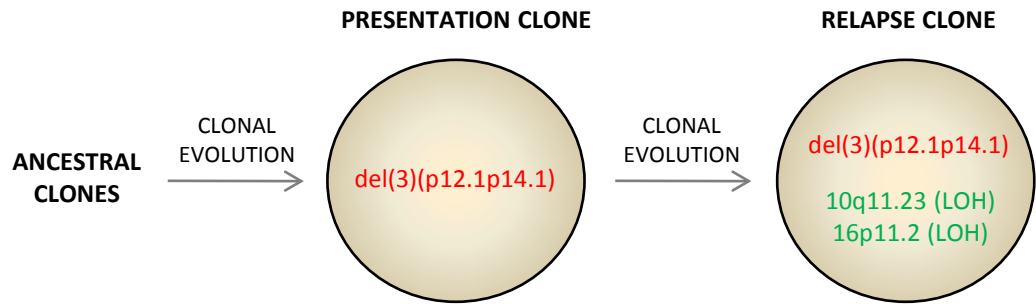 PRESENTATION CLONE
RELAPSE CLONE
ANCESTRAL
CLONES
CLONAL
EVOLUTION
del(3)(p12.1p14.1)
CLONAL
EVOLUTION
del(3)(p12.1p14.1)
10q11.23 (LOH)
16p11.2 (LOH)